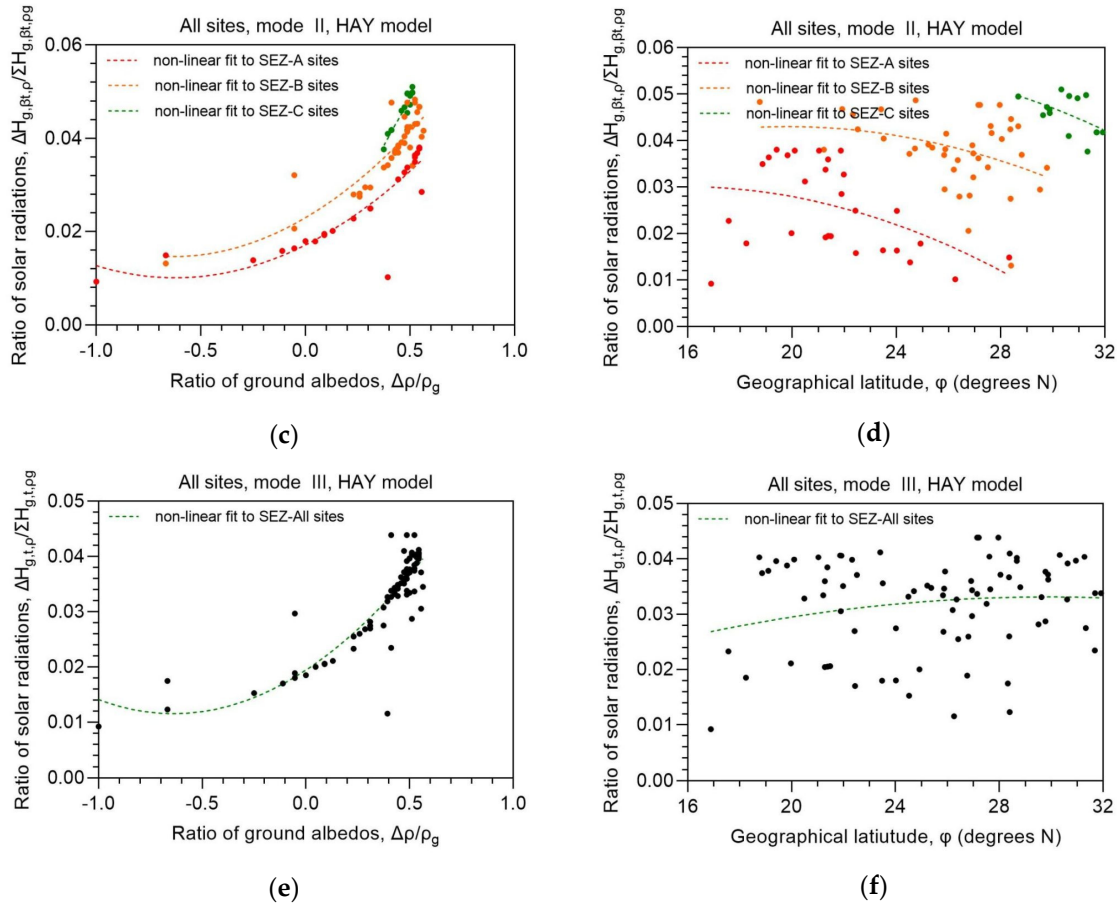 All sites, mode II, HAY model
0.06
0.04
0.02
0.00
Ratio of solar radiations, ΔHg,βt,ρ/ΣHg,βt,ρg
non-linear fit to SEZ-A sites
non-linear fit to SEZ-B sites
non-linear fit to SEZ-C sites
-1.0 -0.5 0.0 0.5 1.0
Ratio of ground albedos, Δρ/ρg
(c)
All sites, mode II, HAY model
0.06
0.05
0.04
0.03
0.02
0.01
0.00
Ratio of solar radiations, ΔHg,βt,ρ/ΣHg,βt,ρg
non-linear fit to SEZ-A sites
non-linear fit to SEZ-B sites
non-linear fit to SEZ-C sites
16 20 24 28 32
Geographical latitude, φ (degrees N)
(d)
All sites, mode III, HAY model
0.05
0.04
0.03
0.02
0.01
0.00
Ratio of solar radiations, ΔHg,t,ρ/ΣHg,t,ρg
non-linear fit to SEZ-All sites
-1.0 -0.5 0.0 0.5 1.0
Ratio of ground albedos, Δρ/ρg
(e)
All sites, mode III, HAY model
0.05
0.04
0.03
0.02
0.01
0.00
Ratio of solar radiations, ΔHg,t,ρ/ΣHg,t,ρg
non-linear fit to SEZ-All sites
16 20 24 28 32
Geographical latiutude, φ (degrees N)
(f)